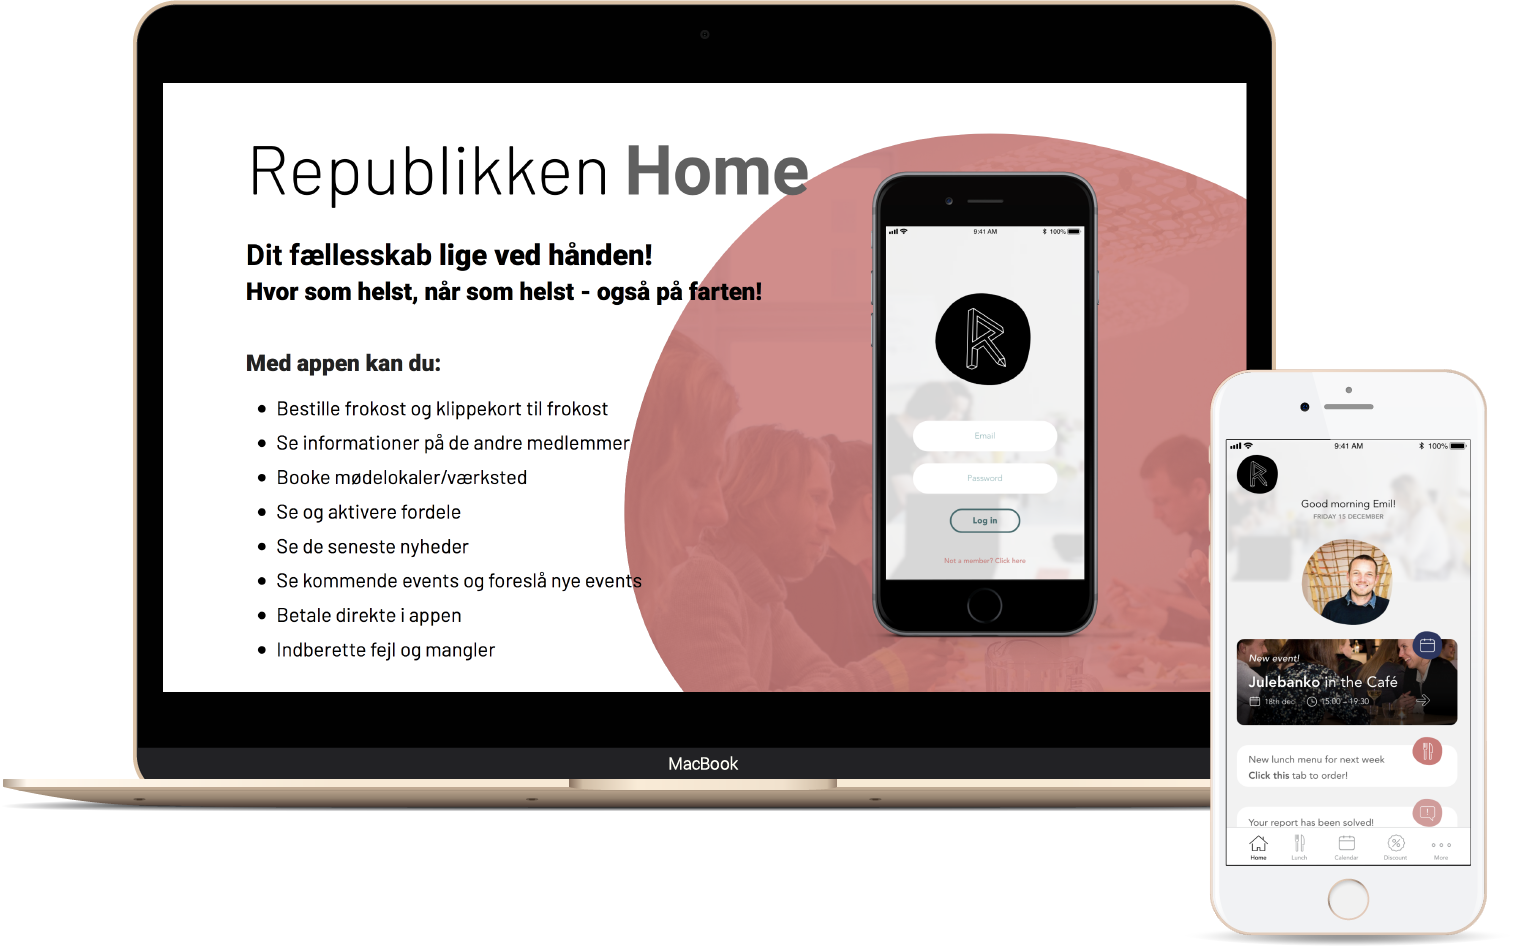 Republikken Home
Dit fællesskab lige ved hånden!
Hvor som helst, når som helst - også på farten!
Med appen kan du:
Bestille frokost og klippekort til frokost
Se informationer på de andre medlemmer
Booke mødelokaler/værksted
Se og aktivere fordele
Se de seneste nyheder
Se kommende events og foreslå nye events
Betale direkte i appen
Indberette fejl og mangler
9:41 AM
100%
R
Email
Password
Log in
Not a member? Click here
MacBook
9:41 AM
100%
R
Good morning Emil!
FRIDAY 15 DECEMBER
New event!
Julebanko in the Café
18th dec 15:00 - 19:30
New lunch menu for next week
Click this tab to order!
Your report has been solved!
Home
Lunch
Calendar
Discount
More